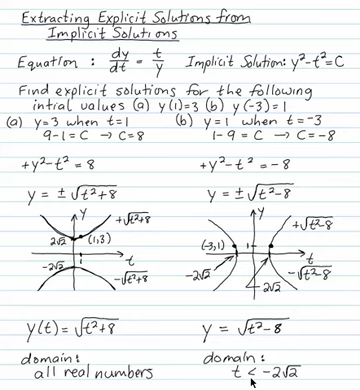 Extracting Explicit Solutions from
Implicit Solutions
Equation : dy/dt = t/y Implicit Solution: y²-t²=C
Find explicit solutions for the following
intial values (a) y(1)=3 (b) y(-3)=1
(a) y=3 when t=1
9-1=C → C=8
(b) y=1 when t=-3
1-9=C → C=-8
+y²-t²=8
+y²-t²=-8
y = ±√t²+8
y = ±√t²-8
y
+√t²+8
2√2
(1,3)
t
1
-2√2
-√t²+8
y
+√t²-8
(-3,1)
1
t
-2√2
2√2
-√t²-8
y(t) = √t²+8
y = √t²-8
domain:
all real numbers
domain:
t < -2√2